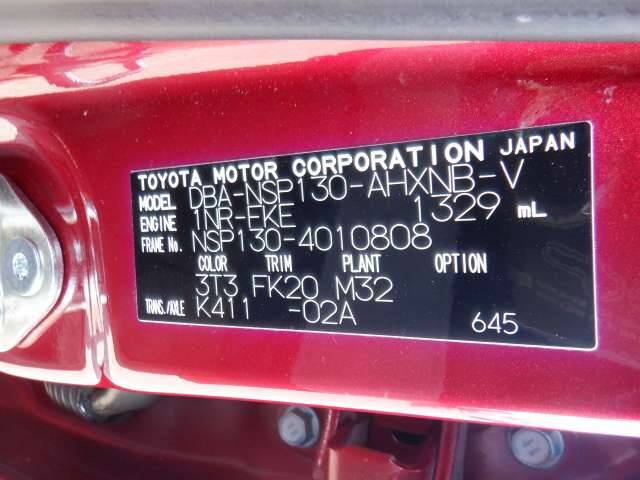 TOYOTA MOTOR CORPORATION JAPAN
MODEL DBA-NSP130-AHXNB-V
ENGINE 1NR-FKE 1329 mL
FRAME No. NSP130-4010808
COLOR TRIM PLANT OPTION
3T3 FK20 M32
TRANS./AXLE K411 -02A
645